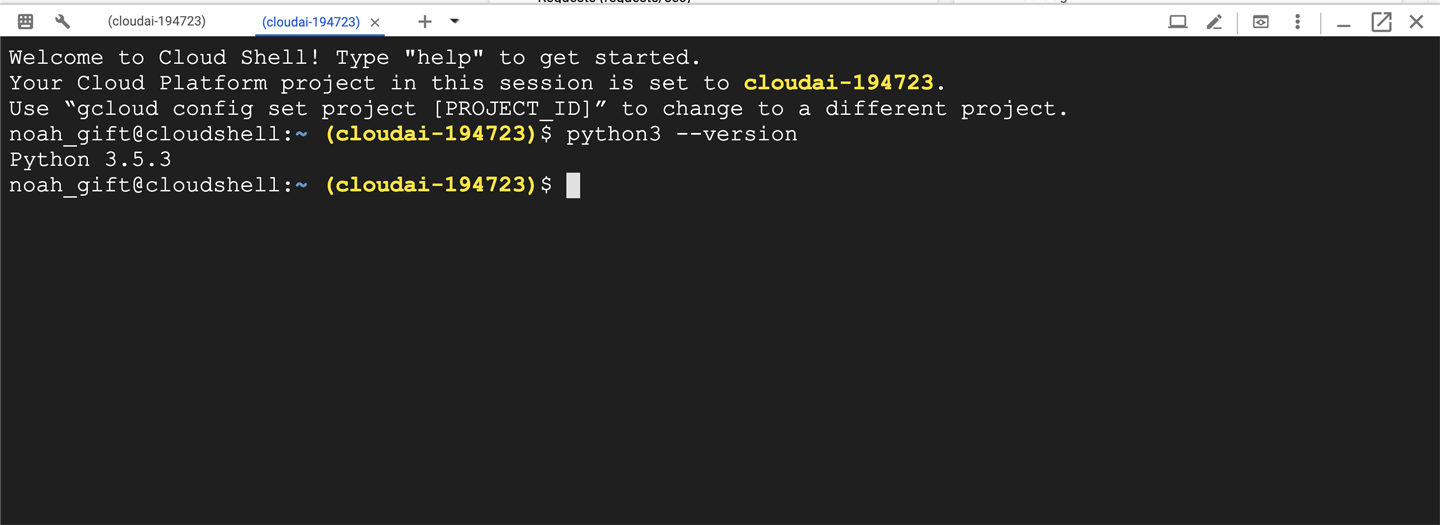 (cloudai-194723) (cloudai-194723)
Welcome to Cloud Shell! Type "help" to get started.
Your Cloud Platform project in this session is set to cloudai-194723.
Use “gcloud config set project [PROJECT_ID]” to change to a different project.
noah_gift@cloudshell:~ (cloudai-194723)$ python3 --version
Python 3.5.3
noah_gift@cloudshell:~ (cloudai-194723)$